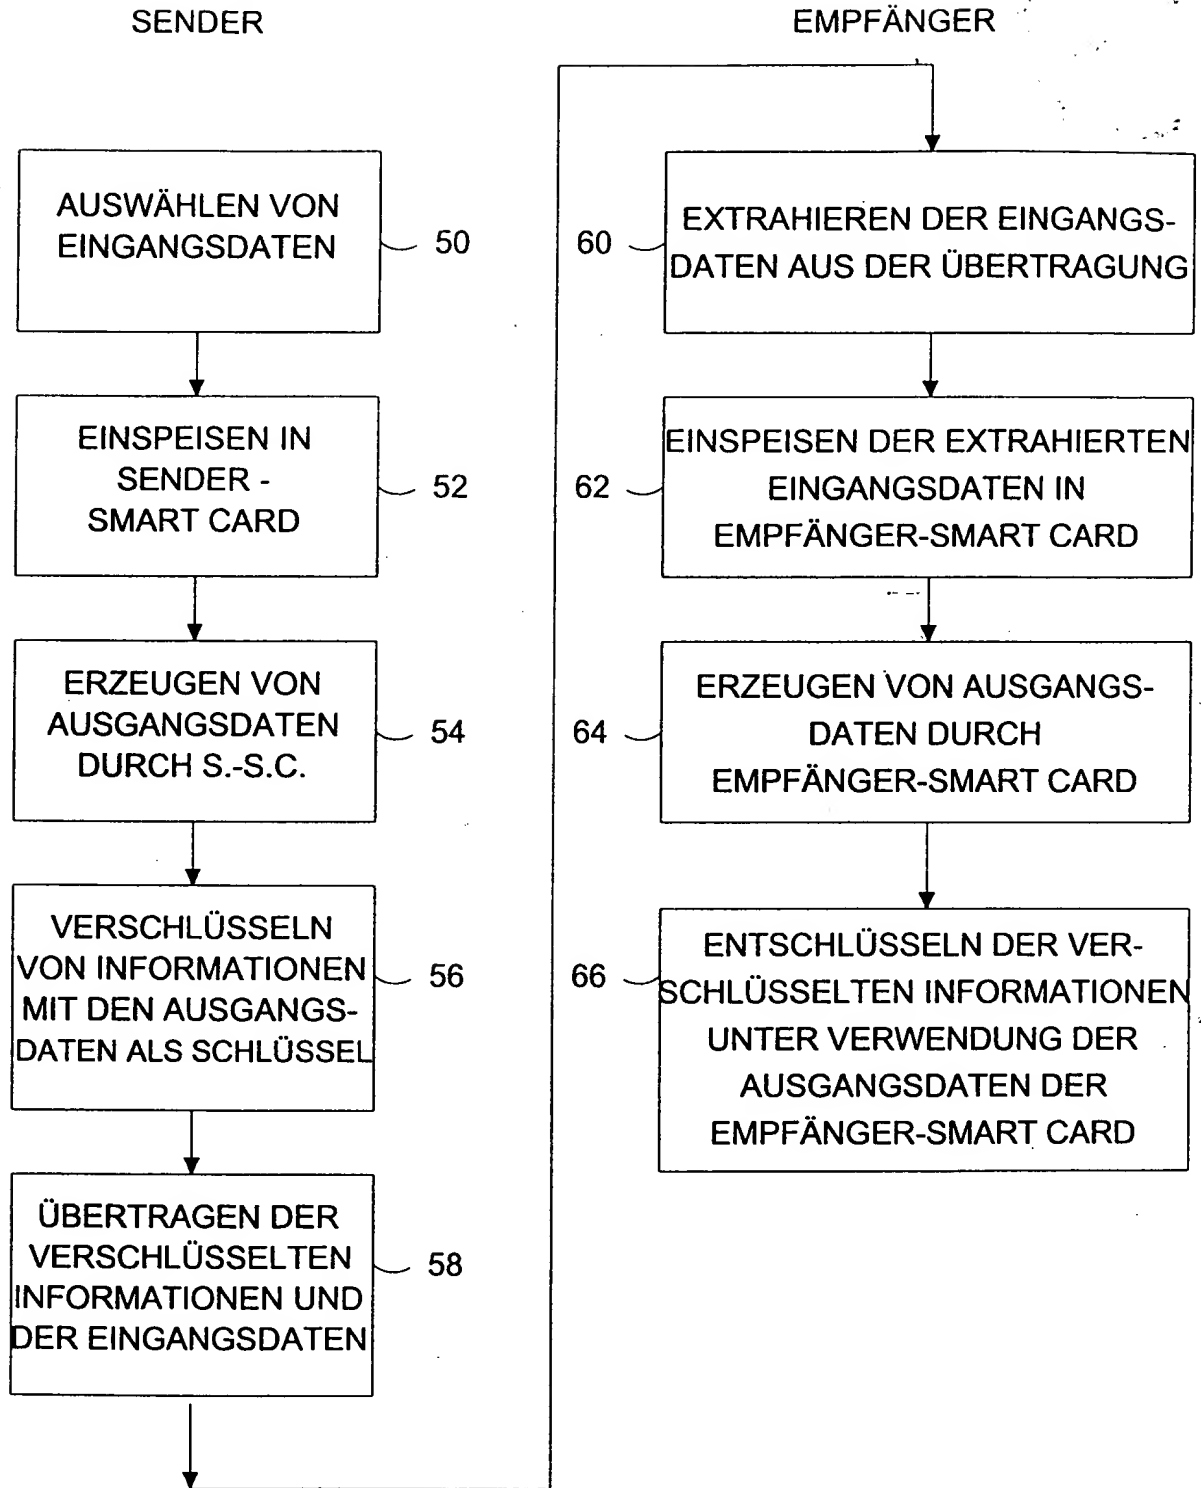 SENDER
AUSWÄHLEN VON
EINGANGSDATEN
50
EINSPEISEN IN
SENDER -
SMART CARD
52
ERZEUGEN VON
AUSGANGSDATEN
DURCH S.-S.C.
54
VERSCHLÜSSELN
VON INFORMATIONEN
MIT DEN AUSGANGS-
DATEN ALS SCHLÜSSEL
56
ÜBERTRAGEN DER
VERSCHLÜSSELTEN
INFORMATIONEN UND
DER EINGANGSDATEN
58
EMPFÄNGER
60
EXTRAHIEREN DER EINGANGS-
DATEN AUS DER ÜBERTRAGUNG
62
EINSPEISEN DER EXTRAHIERTEN
EINGANGSDATEN IN
EMPFÄNGER-SMART CARD
64
ERZEUGEN VON AUSGANGS-
DATEN DURCH
EMPFÄNGER-SMART CARD
66
ENTSCHLÜSSELN DER VER-
SCHLÜSSELTEN INFORMATIONEN
UNTER VERWENDUNG DER
AUSGANGSDATEN DER
EMPFÄNGER-SMART CARD